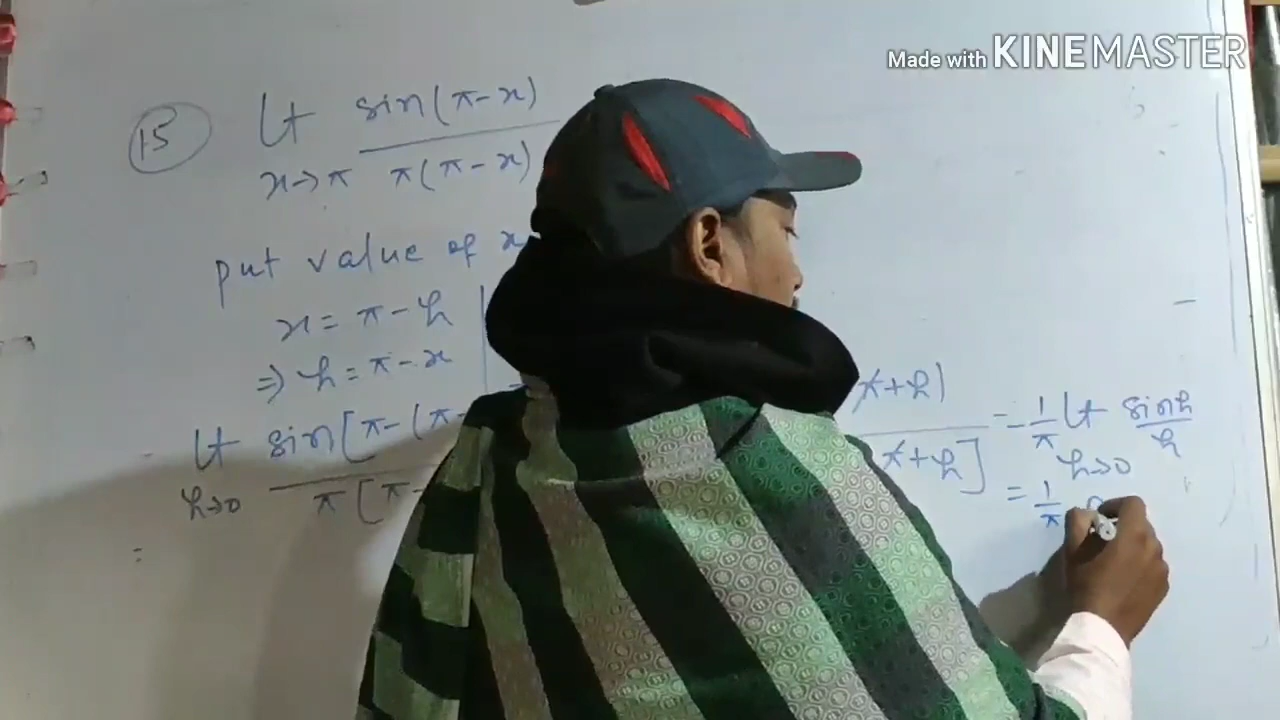 Made with KINEMASTER
15 Lt sin(π-x)
x→π π(π-x)
put value of x
x = π - h
⇒ h = π - x
Lt sin[π-(π-
h→0 π[π-
π+h)
π+h]
= 1/π Lt sinh/h
h→0
= 1/π
=